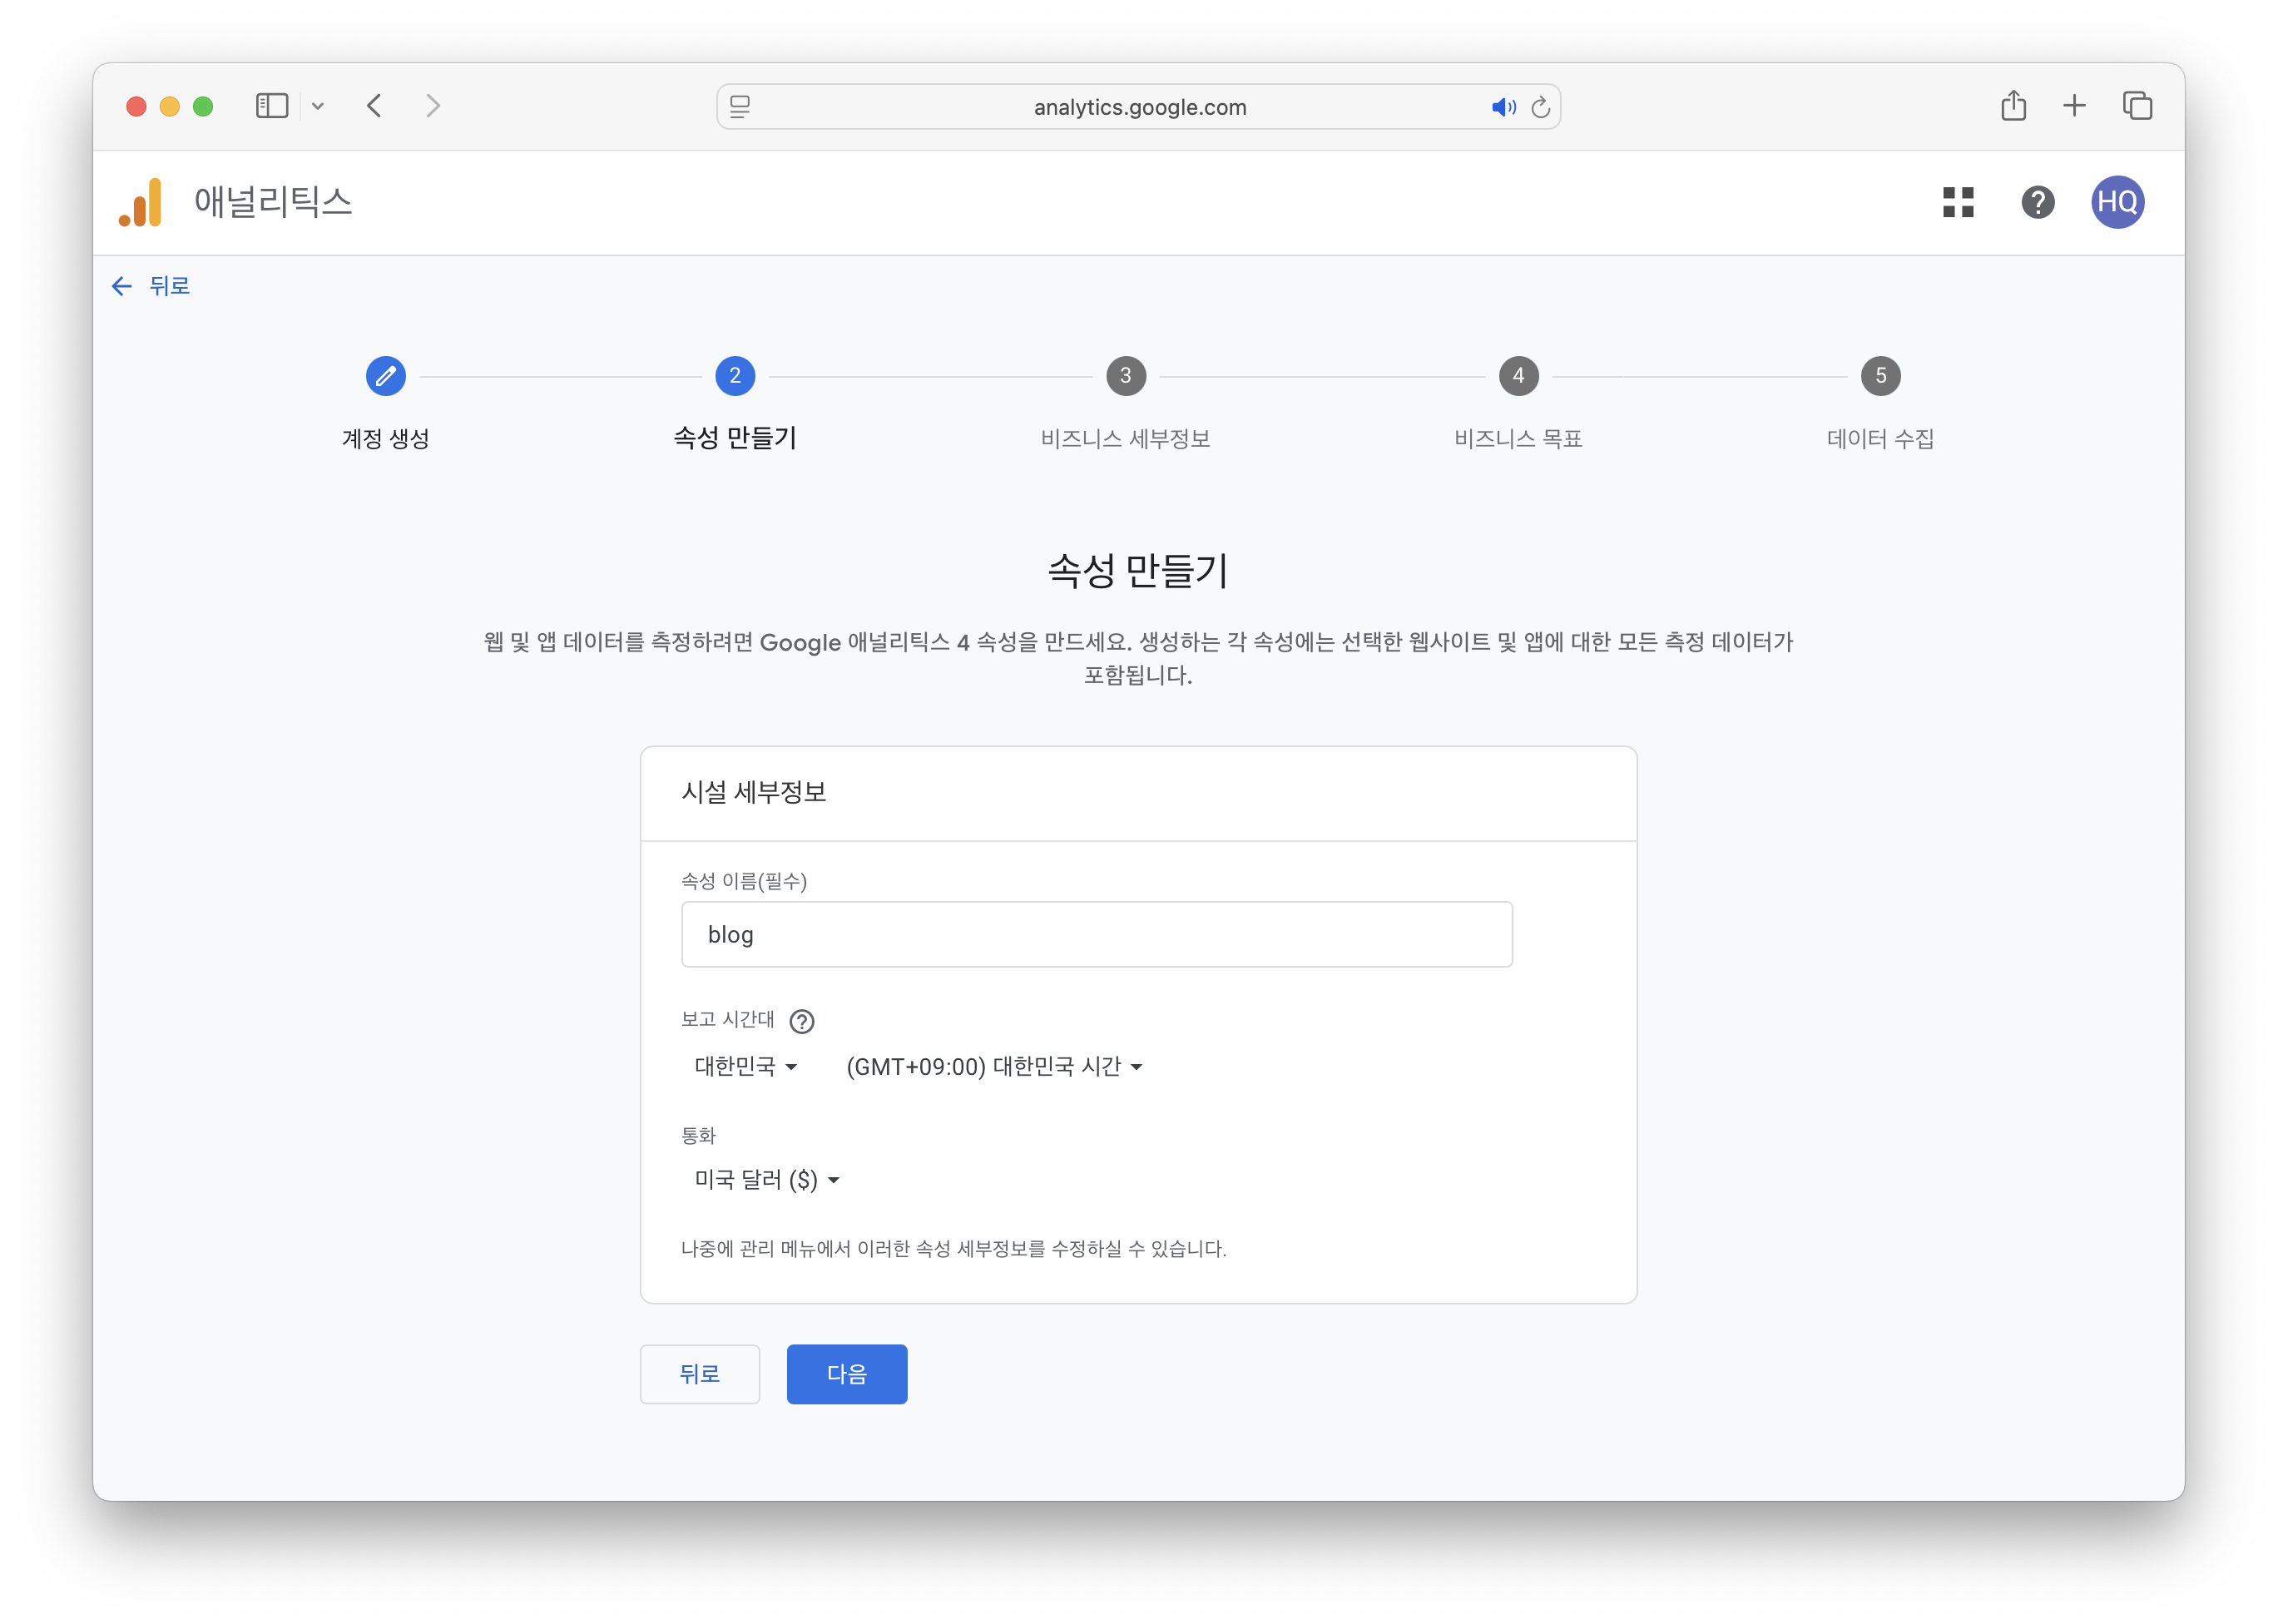 analytics.google.com
애널리틱스
HQ
뒤로
2
3
4
5
계정 생성
속성 만들기
비즈니스 세부정보
비즈니스 목표
데이터 수집
속성 만들기
웹 및 앱 데이터를 측정하려면 Google 애널리틱스 4 속성을 만드세요. 생성하는 각 속성에는 선택한 웹사이트 및 앱에 대한 모든 측정 데이터가
포함됩니다.
시설 세부정보
속성 이름(필수)
blog
보고 시간대
대한민국 (GMT+09:00) 대한민국 시간
통화
미국 달러 ($)
나중에 관리 메뉴에서 이러한 속성 세부정보를 수정하실 수 있습니다.
뒤로 다음